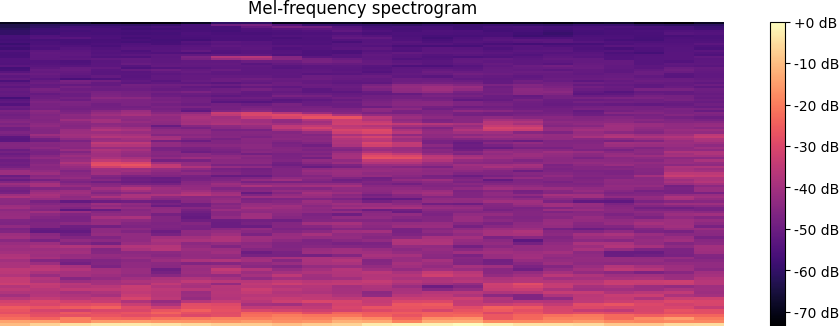 Mel-frequency spectrogram
+0 dB
-10 dB
-20 dB
-30 dB
-40 dB
-50 dB
-60 dB
-70 dB